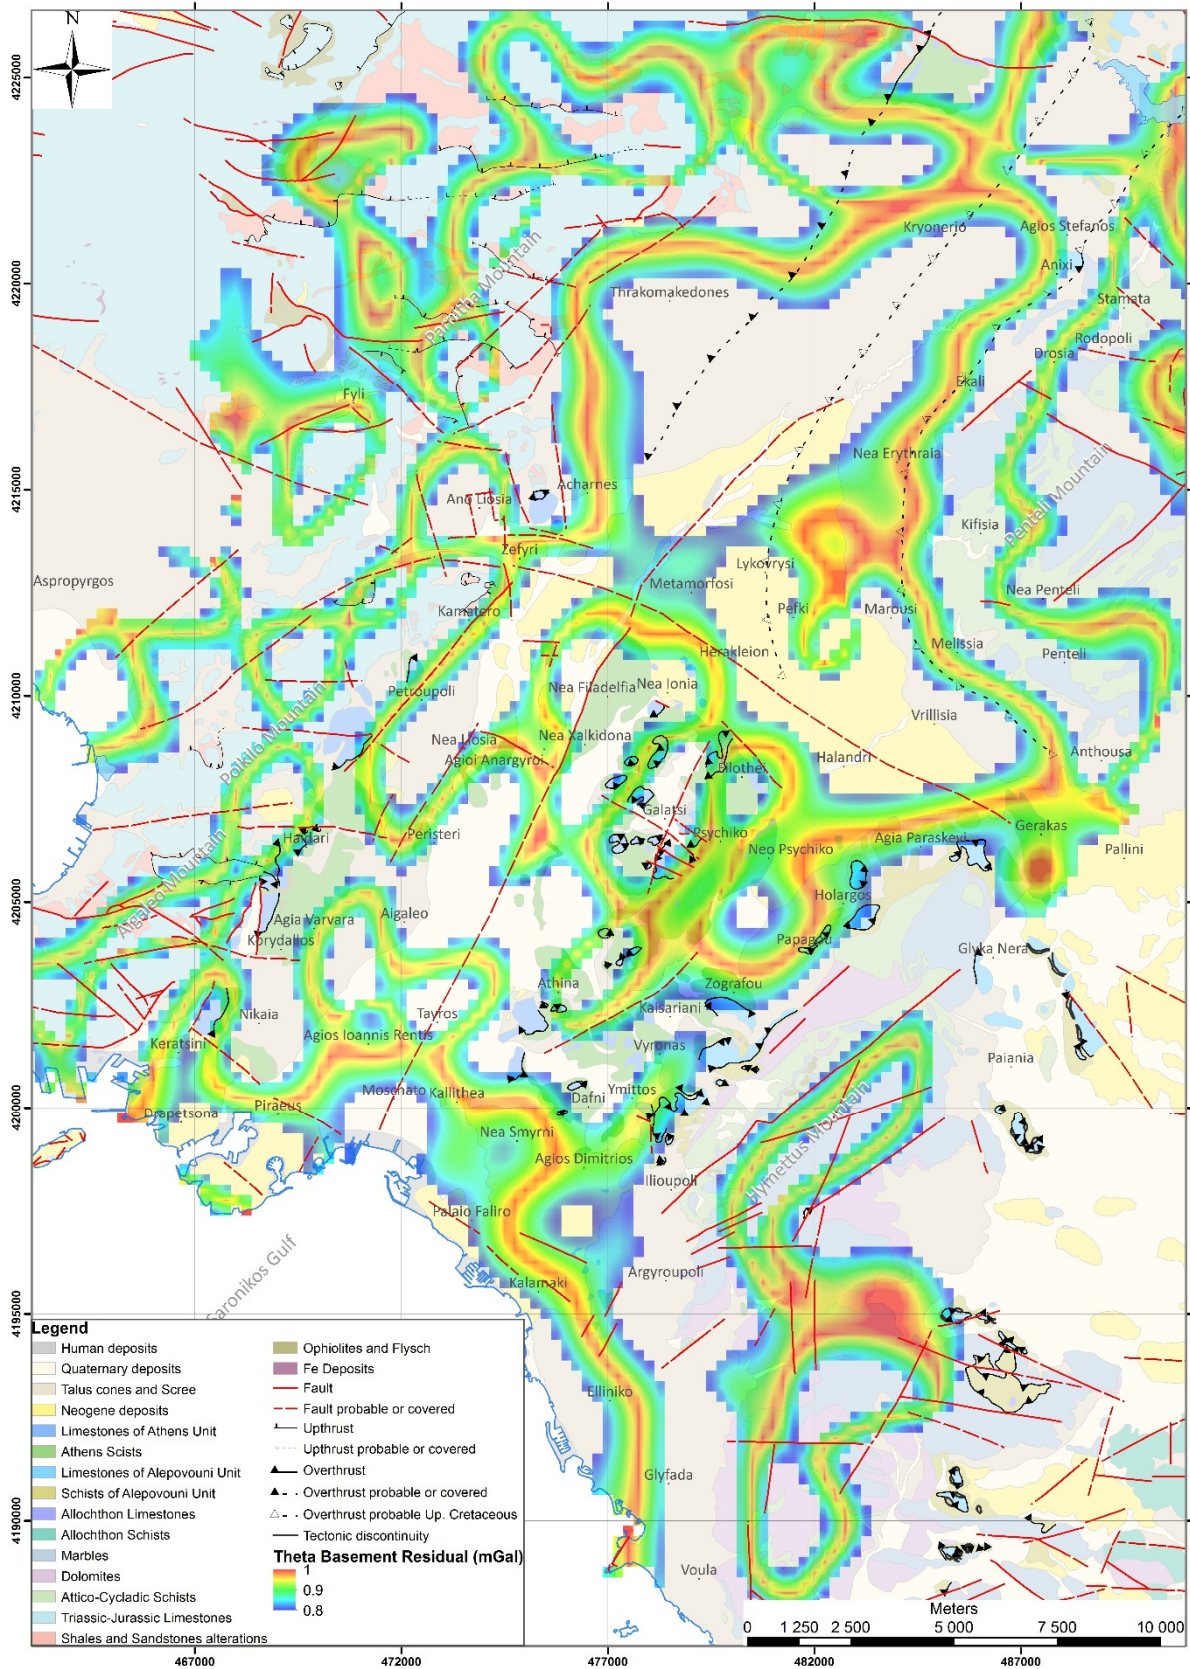 N
4225000
4220000
4215000
4210000
4205000
4200000
4195000
4190000
Kryonerio
Agios Stefanos
Anixi
Thrakomakedones
Stamata
Rodopoli
Drosia
Parnitha Mountain
Ekali
Fyli
Nea Erythraia
Acharnes
Ano Liosia
Kifisia
Penteli Mountain
Zefyri
Lykovrysi
Metamorfosi
Aspropyrgos
Nea Penteli
Kamatero
Pefki
Marousi
Melissia
Herakleion
Penteli
Petroupoli
Nea Filadelfia
Nea Ionia
Vrilissia
Nea Liosia
Nea Xalkidona
Poikilo Mountain
Agioi Anargyroi
Halandri
Anthousa
Filothei
Galatsi
Peristeri
Haidari
Psychiko
Agia Paraskevi
Gerakas
Neo Psychiko
Pallini
Aigaleo Mountain
Holargos
Agia Varvara
Aigaleo
Korydallos
Papagou
Glyka Nera
Athina
Zografou
Nikaia
Tayros
Kaisariani
Agios Ioannis Rentis
Keratsini
Vyronas
Paiania
Moschato
Kallithea
Dafni
Ymittos
Drapetsona
Piraeus
Nea Smyrni
Agios Dimitrios
Hymettus Mountain
Ilioupoli
Palaio Faliro
Saronikos Gulf
Kalamaki
Argyroupoli
Elliniko
Glyfada
Voula
Legend
Human deposits
Quaternary deposits
Talus cones and Scree
Neogene deposits
Limestones of Athens Unit
Athens Scists
Limestones of Alepovouni Unit
Schists of Alepovouni Unit
Allochthon Limestones
Allochthon Schists
Marbles
Dolomites
Attico-Cycladic Schists
Triassic-Jurassic Limestones
Shales and Sandstones alterations
Ophiolites and Flysch
Fe Deposits
Fault
Fault probable or covered
Upthrust
Upthrust probable or covered
Overthrust
Overthrust probable or covered
Overthrust probable Up. Cretaceous
Tectonic discontinuity
Theta Basement Residual (mGal)
1
0.9
0.8
Meters
0 1 250 2 500 5 000 7 500 10 000
467000 472000 477000 482000 487000